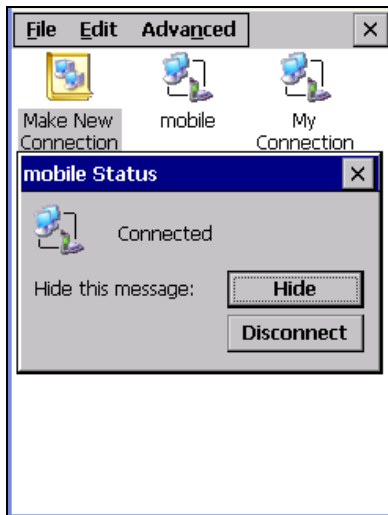 File Edit Advanced
Make New Connection
mobile
My Connection
mobile Status
Connected
Hide this message:
Hide
Disconnect